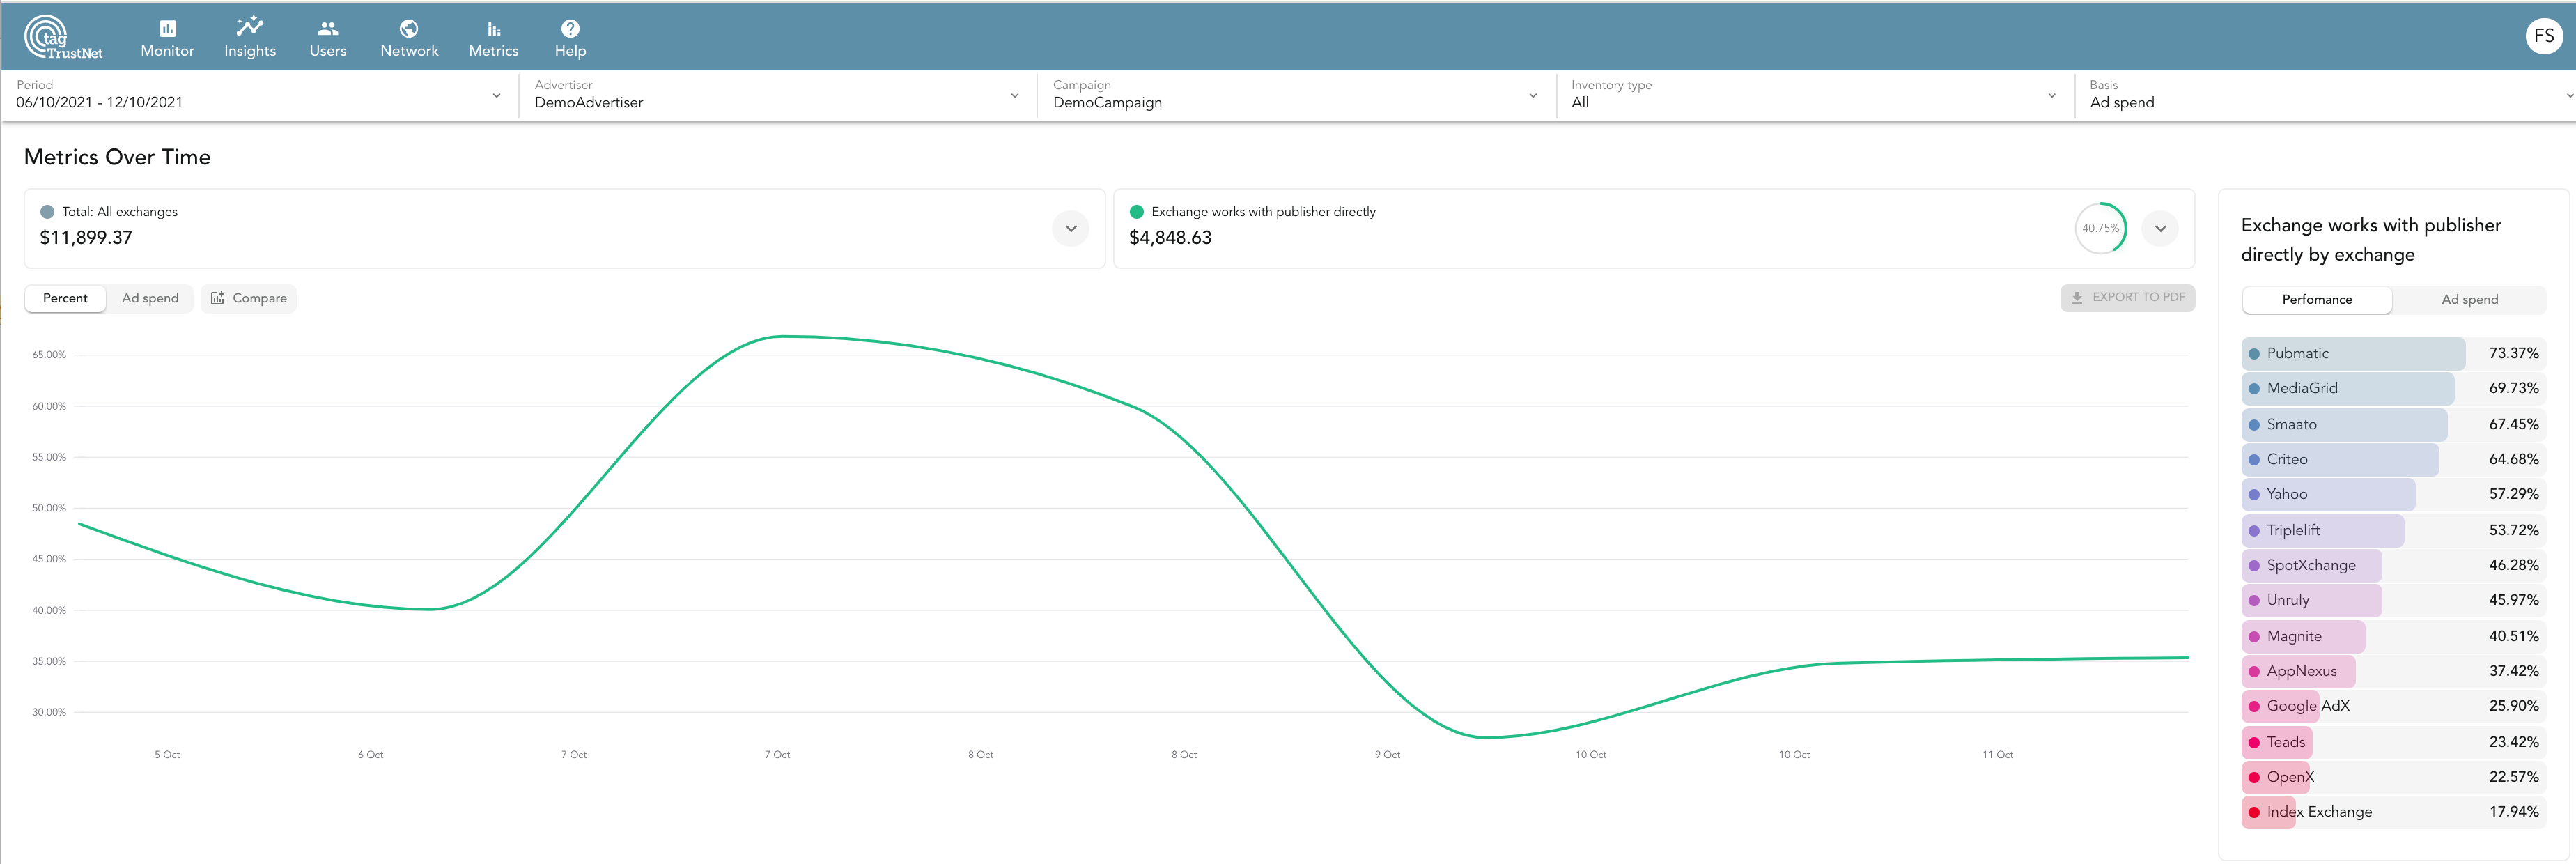 tag
TrustNet
Monitor
Insights
Users
Network
Metrics
Help
FS
Period
06/10/2021 - 12/10/2021
Advertiser
DemoAdvertiser
Campaign
DemoCampaign
Inventory type
All
Basis
Ad spend
Metrics Over Time
Total: All exchanges
$11,899.37
Exchange works with publisher directly
$4,848.63
40.75%
Percent
Ad spend
Compare
EXPORT TO PDF
65.00%
60.00%
55.00%
50.00%
45.00%
40.00%
35.00%
30.00%
5 Oct
6 Oct
7 Oct
7 Oct
8 Oct
8 Oct
9 Oct
10 Oct
10 Oct
11 Oct
Exchange works with publisher
directly by exchange
Perfomance
Ad spend
Pubmatic 73.37%
MediaGrid 69.73%
Smaato 67.45%
Criteo 64.68%
Yahoo 57.29%
Triplelift 53.72%
SpotXchange 46.28%
Unruly 45.97%
Magnite 40.51%
AppNexus 37.42%
Google AdX 25.90%
Teads 23.42%
OpenX 22.57%
Index Exchange 17.94%